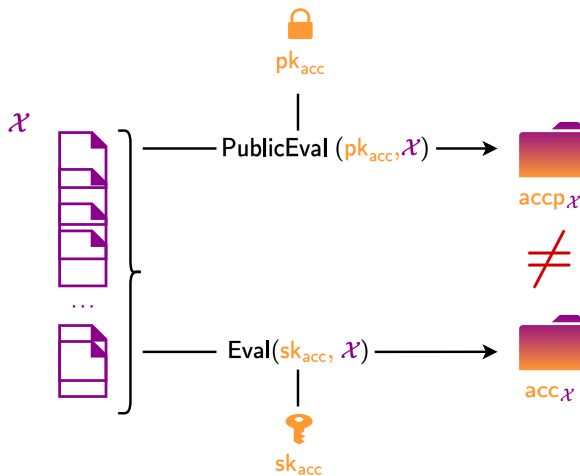 pk_acc
𝒳
PublicEval (pk_acc,𝒳)
accp_𝒳
≠
...
Eval(sk_acc, 𝒳)
acc_𝒳
sk_acc